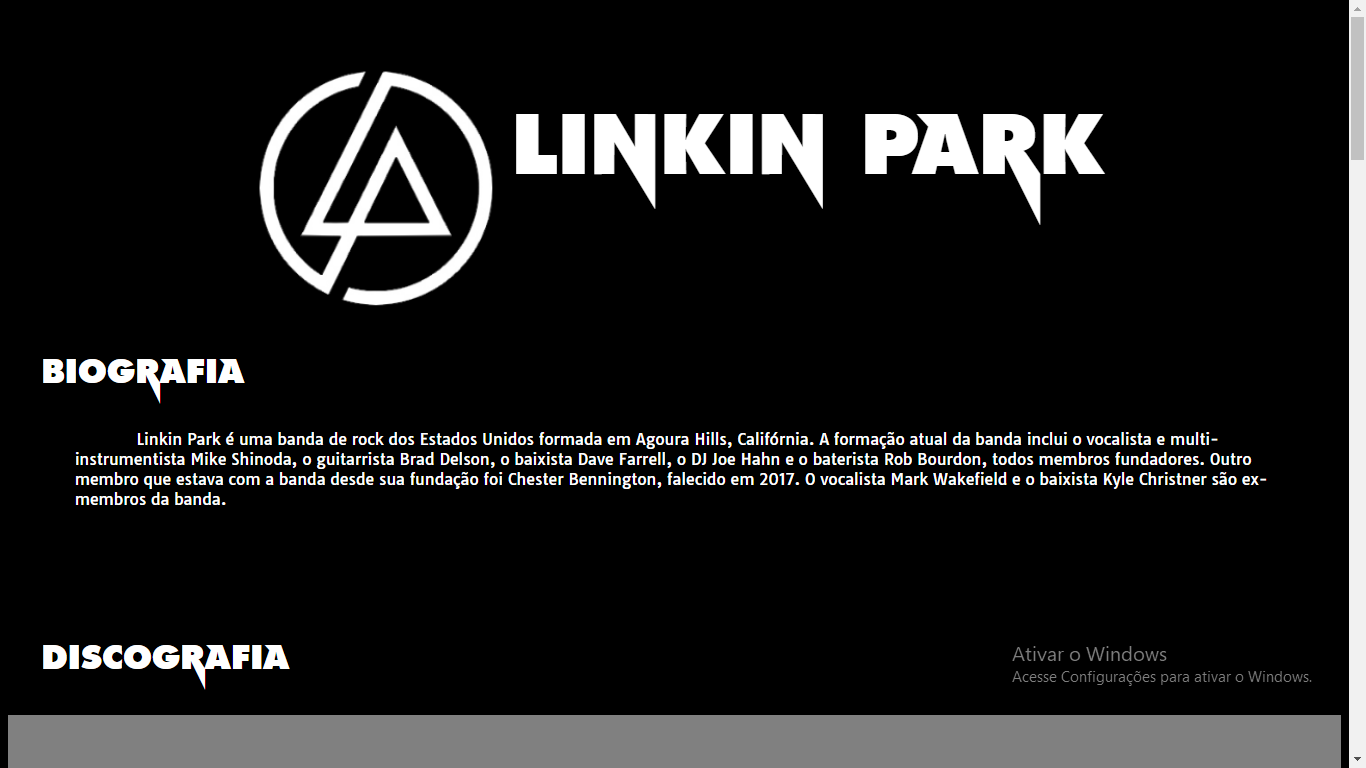 LINKIN PARK
BIOGRAFIA
Linkin Park é uma banda de rock dos Estados Unidos formada em Agoura Hills, Califórnia. A formação atual da banda inclui o vocalista e multi-
instrumentista Mike Shinoda, o guitarrista Brad Delson, o baixista Dave Farrell, o DJ Joe Hahn e o baterista Rob Bourdon, todos membros fundadores. Outro
membro que estava com a banda desde sua fundação foi Chester Bennington, falecido em 2017. O vocalista Mark Wakefield e o baixista Kyle Christner são ex-
membros da banda.
DISCOGRAFIA
Ativar o Windows
Acesse Configurações para ativar o Windows.